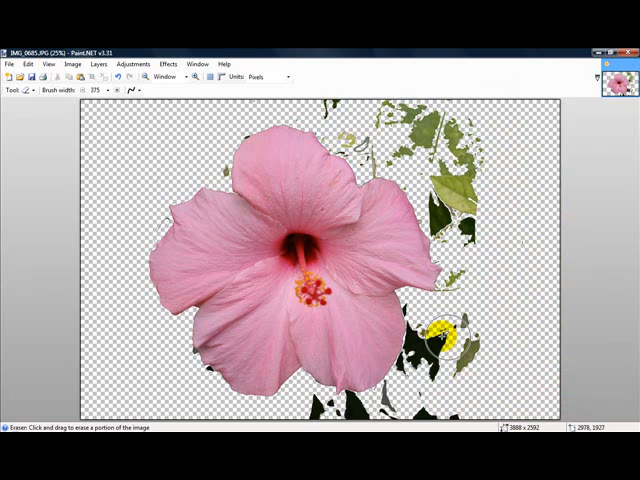 IMG_0685.JPG (25%) - Paint.NET v3.31
File Edit View Image Layers Adjustments Effects Window Help
Window Units: Pixels
Tool: Brush width: 375
Eraser: Click and drag to erase a portion of the image 3888 x 2592 2978, 1927